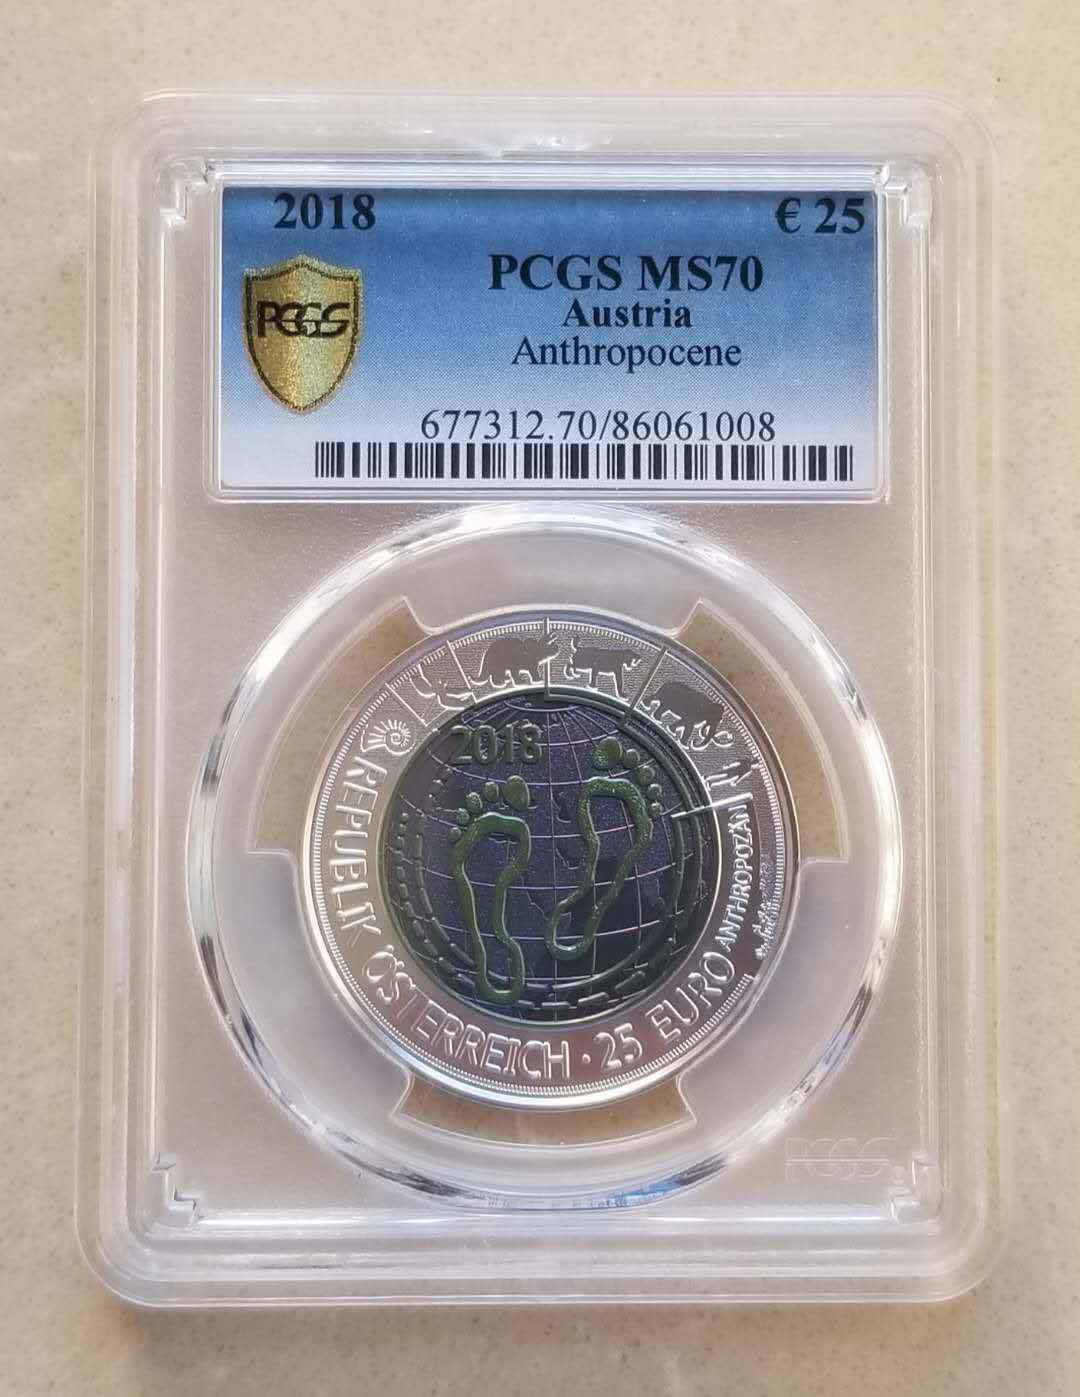 2018 € 25
PCGS MS70
Austria
Anthropocene
PCGS
677312.70/86061008
2018
REPUBLIK ÖSTERREICH · 25 EURO
ANTHROPOZÄN
PCGS